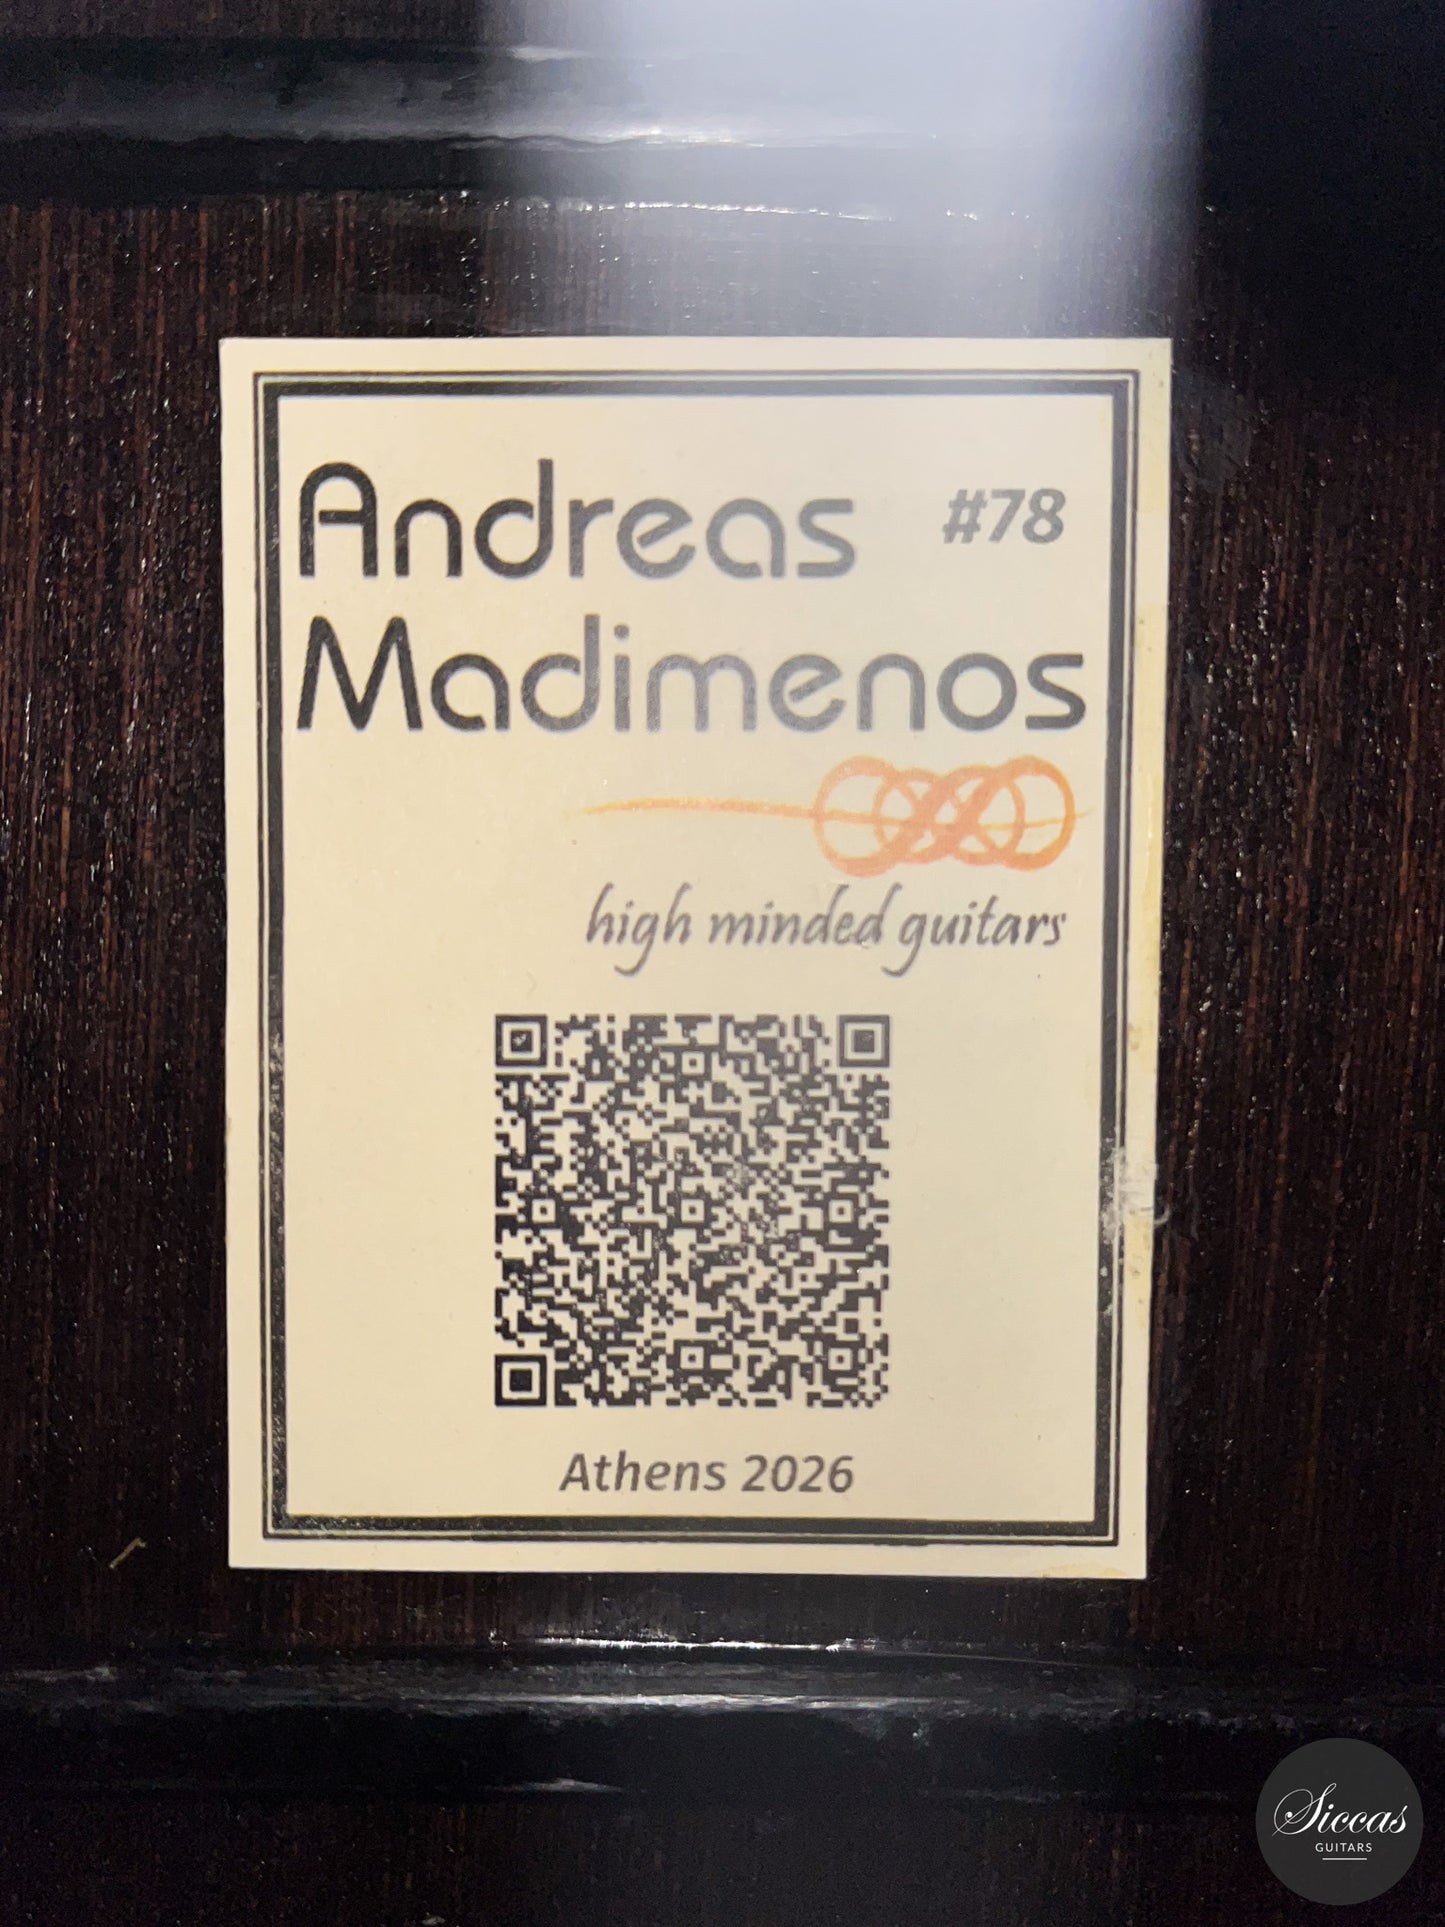 Andreas #78
Madimenos
high minded guitars
Athens 2026
Siccas
GUITARS